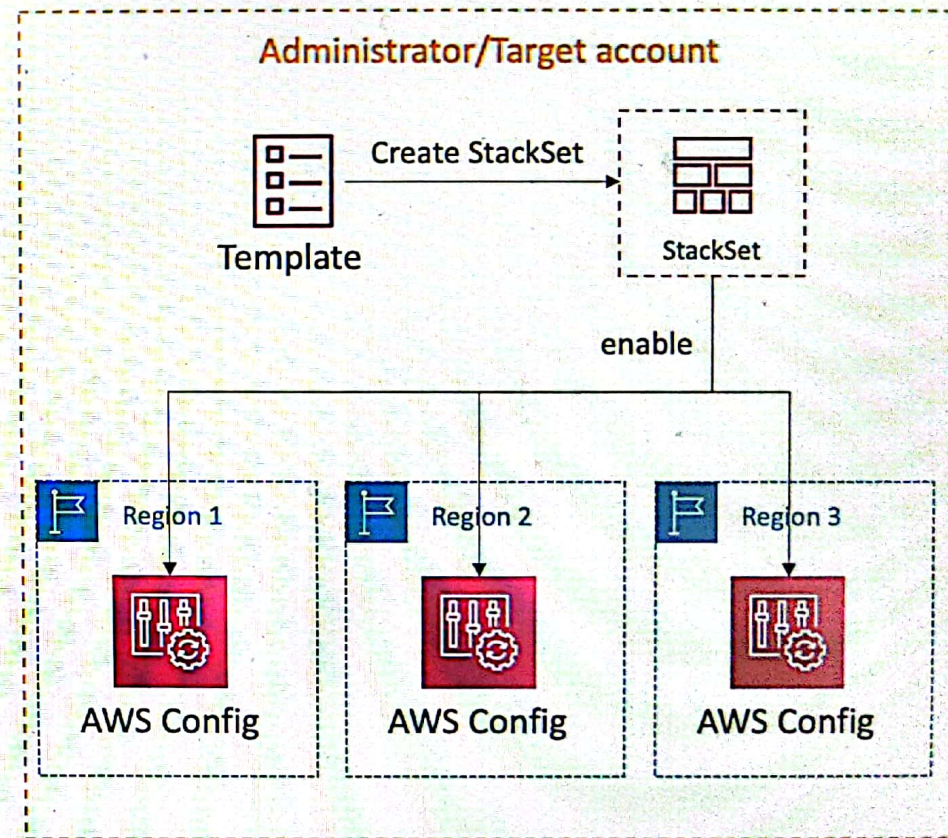 Administrator/Target account
Create StackSet
Template
StackSet
enable
Region 1
Region 2
Region 3
AWS Config
AWS Config
AWS Config